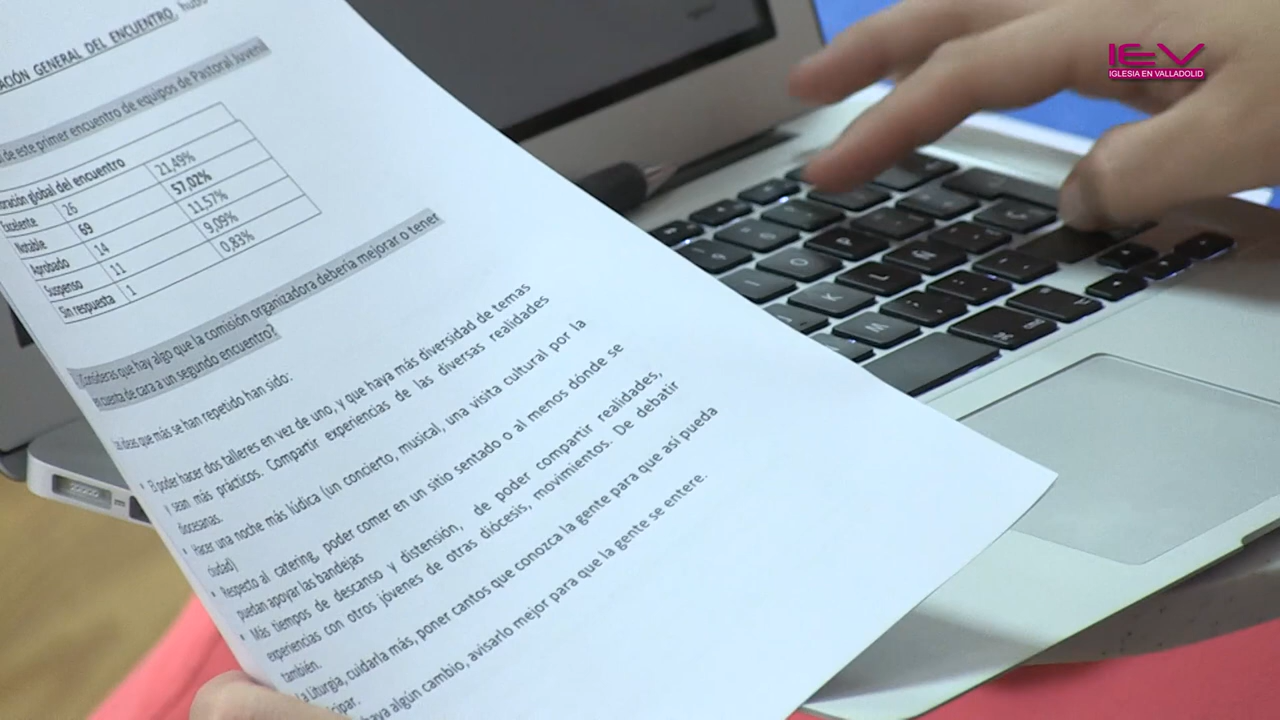 ACIÓN GENERAL DEL ENCUENTRO, hubo
de este primer encuentro de equipos de Pastoral Juvenil
oración global del encuentro
Excelente 26 21,49%
Notable 69 57,02%
Aprobado 14 11,57%
Suspenso 11 9,09%
Sin respuesta 1 0,83%
¿Consideras que hay algo que la comisión organizadora debería mejorar o tener
en cuenta de cara a un segundo encuentro?
Las ideas que más se han repetido han sido:
• El poder hacer dos talleres en vez de uno, y que haya más diversidad de temas
y sean más prácticos. Compartir experiencias de las diversas realidades
diocesanas.
• Hacer una noche más lúdica (un concierto, musical, una visita cultural por la
ciudad)
• Respecto al catering, poder comer en un sitio sentado o al menos dónde se
puedan apoyar las bandejas
• Más tiempos de descanso y distensión, de poder compartir realidades,
experiencias con otros jóvenes de otras diócesis, movimientos. De debatir
también.
la Liturgia, cuidarla más, poner cantos que conozca la gente para que así pueda
cipar.
haya algún cambio, avisarlo mejor para que la gente se entere.
IEV
IGLESIA EN VALLADOLID
O
P
K
L
Ñ
M
cmd